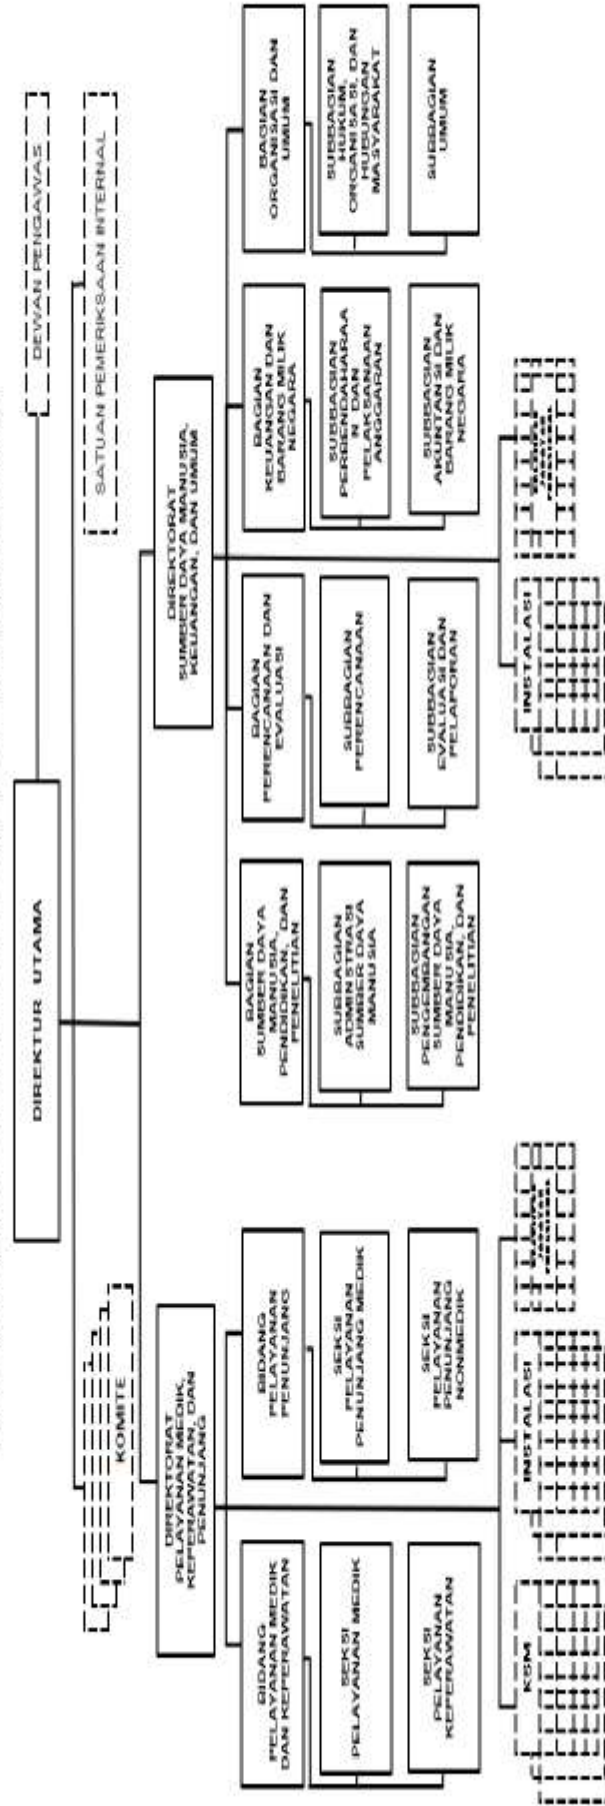 DIREKTUR UTAMA
DEWAN PENGAWAS
KOMITE
SATUAN PEMERIKSAAN INTERNAL
DIREKTORAT
PELAYANAN MEDIK,
KEPERAWATAN, DAN
PENUNJANG
DIREKTORAT
SUMBER DAYA MANUSIA,
KEUANGAN, DAN UMUM
BIDANG
PELAYANAN MEDIK
DAN KEPERAWATAN
SEKSI
PELAYANAN MEDIK
SEKSI
PELAYANAN
KEPERAWATAN
BIDANG
PELAYANAN
PENUNJANG
SEKSI
PELAYANAN
PENUNJANG MEDIK
SEKSI
PELAYANAN
PENUNJANG
NONMEDIK
BAGIAN
SUMBER DAYA
MANUSIA,
PENDIDIKAN, DAN
PENELITIAN
SUBBAGIAN
ADMINSTRASI
SUMBER DAYA
MANUSIA
SUBBAGIAN
PENGEMBANGAN
SUMBER DAYA
MANUSIA,
PENDIDIKAN, DAN
PENELITIAN
BAGIAN
PERENCANAAN DAN
EVALUASI
SUBBAGIAN
PERENCANAAN
SUBBAGIAN
EVALUASI DAN
PELAPORAN
BAGIAN
KEUANGAN DAN
BARANG MILIK
NEGARA
SUBBAGIAN
PERBENDAHARAA
N DAN
PELAKSANAAN
ANGGARAN
SUBBAGIAN
AKUNTANSI DAN
BARANG MILIK
NEGARA
BAGIAN
ORGANISASI DAN
UMUM
SUBBAGIAN
HUKUM,
ORGANISASI, DAN
HUBUNGAN
MASYARAKAT
SUBBAGIAN
UMUM
KSM
INSTALASI
JABATAN
INSTALASI
JABATAN